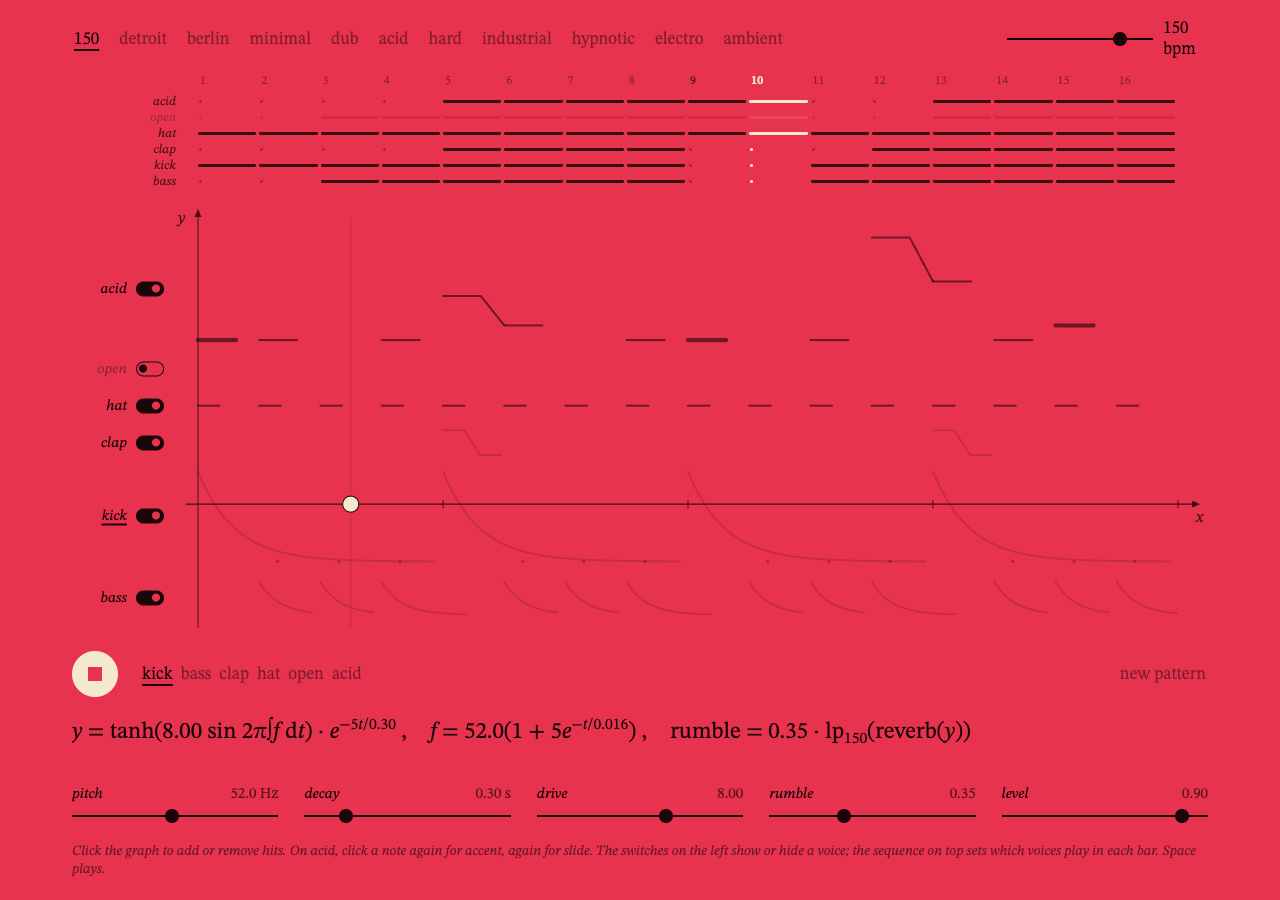 150 detroit berlin minimal dub acid hard industrial hypnotic electro ambient 150 bpm
1 2 3 4 5 6 7 8 9 10 11 12 13 14 15 16
acid
open
hat
clap
kick
bass
y
acid
open
hat
clap
kick
x
bass
kick bass clap hat open acid new pattern
y = tanh(8.00 sin 2π∫f dt) · e^{−5t/0.30} , f = 52.0(1 + 5e^{−t/0.016}) , rumble = 0.35 · lp_{150}(reverb(y))
pitch 52.0 Hz decay 0.30 s drive 8.00 rumble 0.35 level 0.90
Click the graph to add or remove hits. On acid, click a note again for accent, again for slide. The switches on the left show or hide a voice; the sequence on top sets which voices play in each bar. Space
plays.